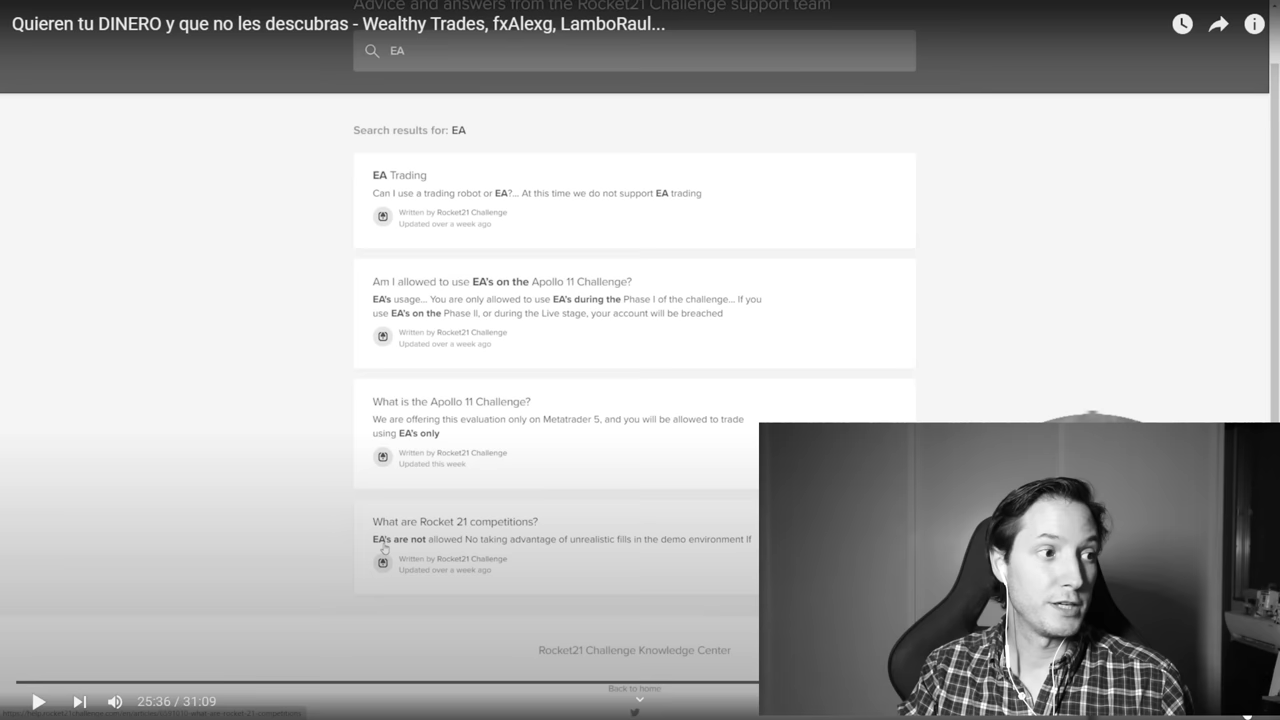 Advice and answers from the Rocket21 Challenge support team
Quieren tu DINERO y que no les descubras - Wealthy Trades, fxAlexg, LamboRaul...
EA
Search results for: EA
EA Trading
Can I use a trading robot or EA?... At this time we do not support EA trading
Written by Rocket21 Challenge
Updated over a week ago
Am I allowed to use EA's on the Apollo 11 Challenge?
EA's usage... You are only allowed to use EA's during the Phase I of the challenge... If you
use EA's on the Phase II, or during the Live stage, your account will be breached
Written by Rocket21 Challenge
Updated over a week ago
What is the Apollo 11 Challenge?
We are offering this evaluation only on Metatrader 5, and you will be allowed to trade
using EA's only
Written by Rocket21 Challenge
Updated this week
What are Rocket 21 competitions?
EA's are not allowed No taking advantage of unrealistic fills in the demo environment If
Written by Rocket21 Challenge
Updated over a week ago
Rocket21 Challenge Knowledge Center
Back to home
25:36 / 31:09